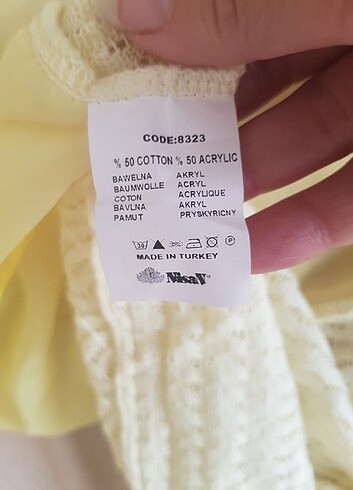 CODE:8323
% 50 COTTON % 50 ACRYLIC
BAWELNA AKRYL
BAUMWOLLE ACRYL
COTON ACRYLIQUE
BAVLNA AKRYL
PAMUT PRYSKYRICNY
30 P
MADE IN TURKEY
NisaN